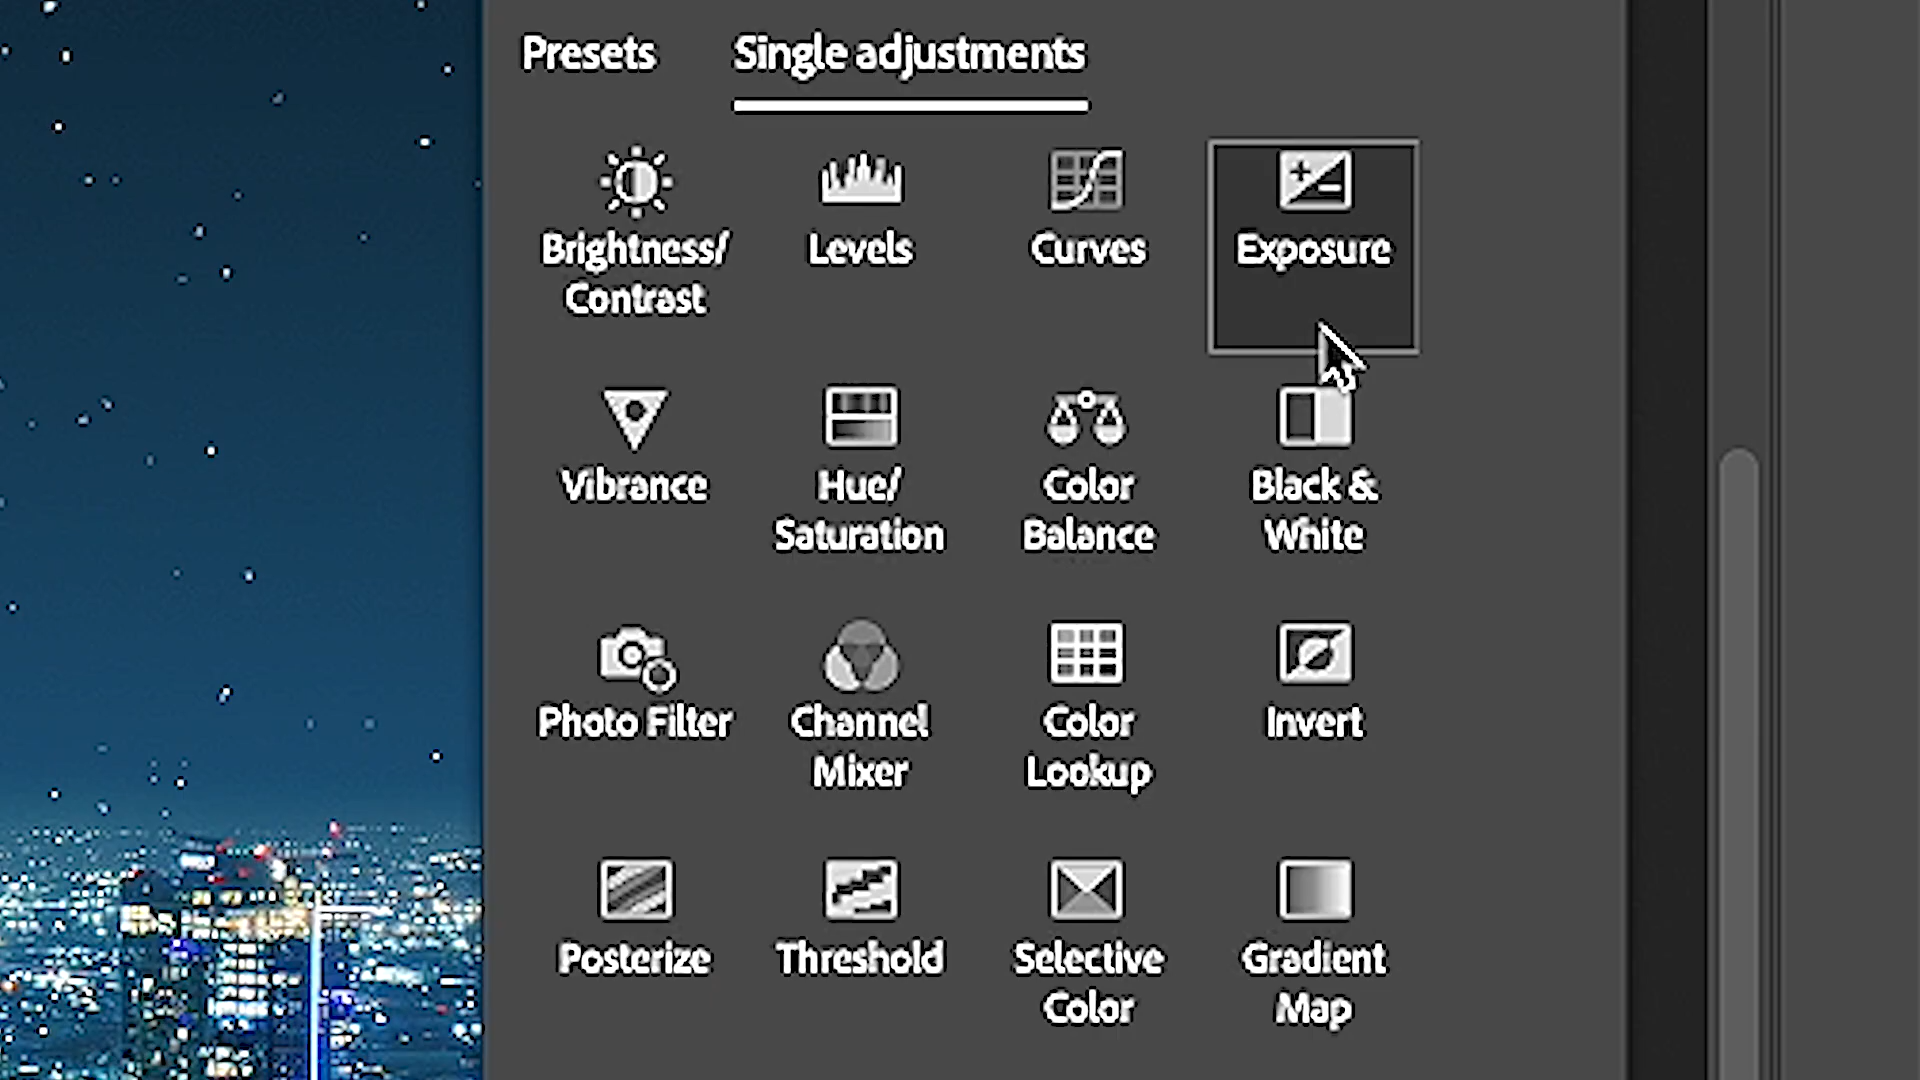 Presets Single adjustments
Brightness/ Levels Curves Exposure
Contrast
Vibrance Hue/ Color Black &
Saturation Balance White
Photo Filter Channel Color Invert
Mixer Lookup
Posterize Threshold Selective Gradient
Color Map